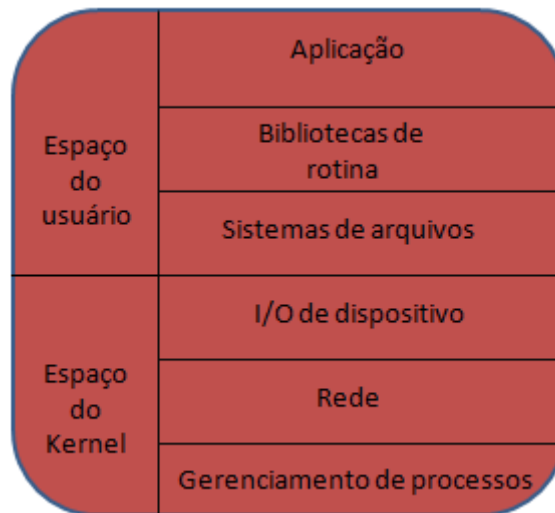 Aplicação
Bibliotecas de
rotina
Sistemas de arquivos
Espaço
do
usuário
I/O de dispositivo
Rede
Gerenciamento de processos
Espaço
do
Kernel